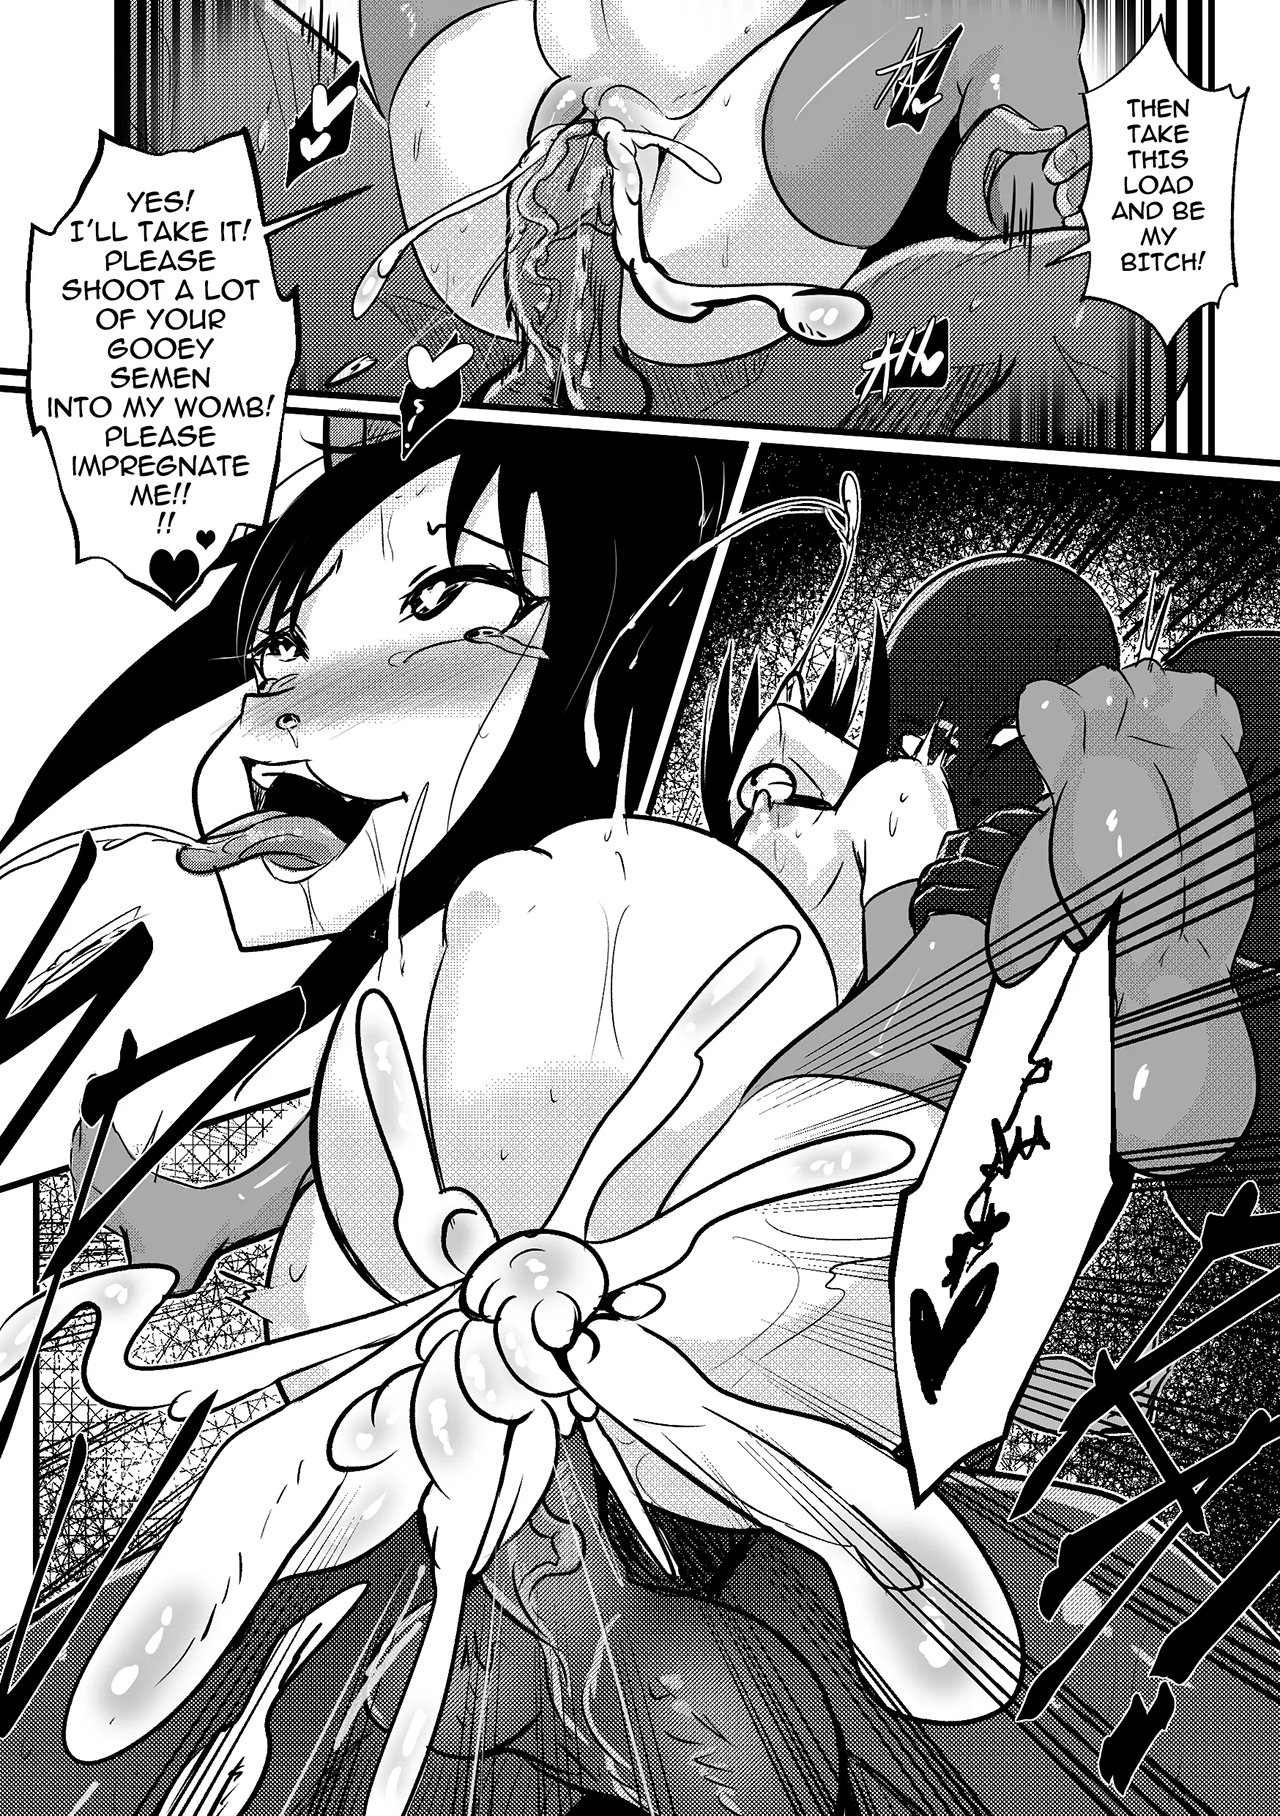 THEN
TAKE
THIS
LOAD
AND BE
MY
BITCH!
YES!
I'LL TAKE IT!
PLEASE
SHOOT A LOT
OF YOUR
GOOEY
SEMEN
INTO MY WOMB!
PLEASE
IMPREGNATE
ME!!
!!